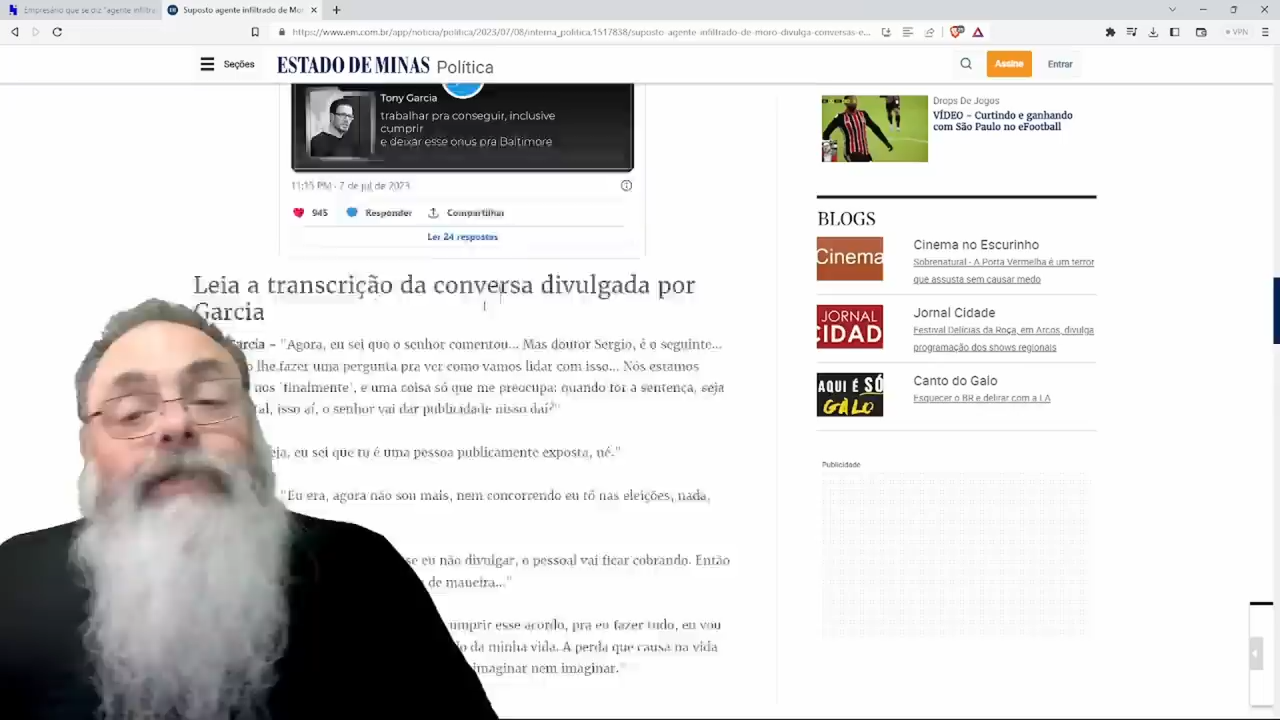 Empresário que se diz "agente infiltra
Suposto agente infiltrado de Mor
https://www.em.com.br/app/noticia/politica/2023/07/08/interna_politica,1517838/suposto-agente-infiltrado-de-moro-divulga-conversas-e...
VPN
Seções
ESTADO DE MINAS Política
Assine
Entrar
Tony Garcia
trabalhar pra conseguir, inclusive
cumprir
e deixar esse onus pra Baltimore
11:15 PM · 7 de jul de 2023
945 Responder Compartilhar
Ler 24 respostas
Leia a transcrição da conversa divulgada por
Garcia
Garcia - "Agora, eu sei que o senhor comentou... Mas doutor Sergio, é o seguinte...
lhe fazer uma pergunta pra ver como vamos lidar com isso... Nós estamos
nos 'finalmente', e uma coisa só que me preocupa: quando for a sentença, seja
tal, isso aí, o senhor vai dar publicidade nisso daí?"
eja, eu sei que tu é uma pessoa publicamente exposta, né."
"Eu era, agora não sou mais, nem concorrendo eu tô nas eleições, nada,
se eu não divulgar, o pessoal vai ficar cobrando. Então
de maneira..."
umprir esse acordo, pra eu fazer tudo, eu vou
o da minha vida. A perda que causa na vida
imaginar nem imaginar."
Drops De Jogos
VÍDEO - Curtindo e ganhando
com São Paulo no eFootball
BLOGS
Cinema
Cinema no Escurinho
Sobrenatural - A Porta Vermelha é um terror
que assusta sem causar medo
JORNAL
CIDAD
Jornal Cidade
Festival Delícias da Roça, em Arcos, divulga
programação dos shows regionais
AQUI É SÓ
GALO
Canto do Galo
Esquecer o BR e delirar com a LA
Publicidade